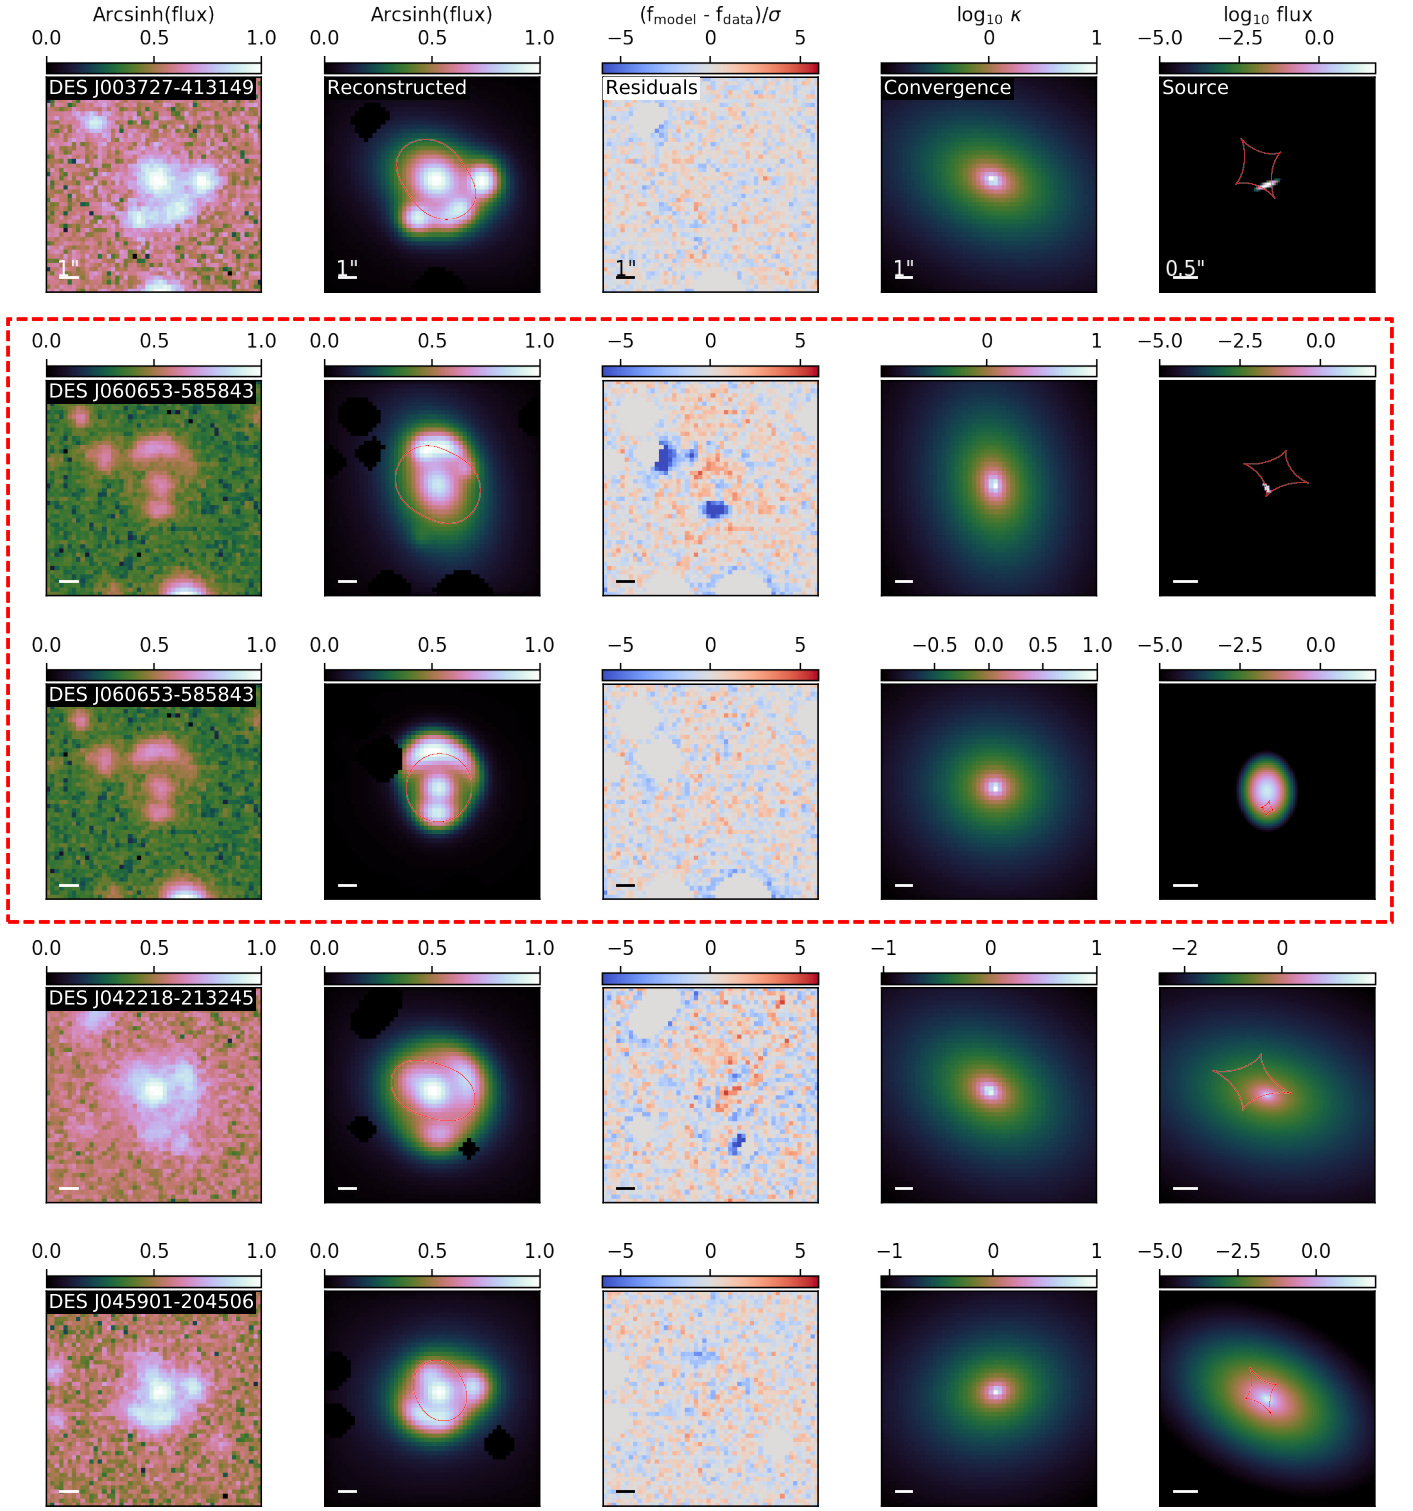 Arcsinh(flux) Arcsinh(flux) (f_model - f_data)/σ log₁₀ κ log₁₀ flux
0.0 0.5 1.0 0.0 0.5 1.0 −5 0 5 0 1 −5.0 −2.5 0.0
DES J003727-413149 Reconstructed Residuals Convergence Source
1" 1" 1" 1" 0.5"
0.0 0.5 1.0 0.0 0.5 1.0 −5 0 5 0 1 −5.0 −2.5 0.0
DES J060653-585843
0.0 0.5 1.0 0.0 0.5 1.0 −5 0 5 −0.5 0.0 0.5 1.0 −5.0 −2.5 0.0
DES J060653-585843
0.0 0.5 1.0 0.0 0.5 1.0 −5 0 5 −1 0 1 −2 0
DES J042218-213245
0.0 0.5 1.0 0.0 0.5 1.0 −5 0 5 −1 0 1 −5.0 −2.5 0.0
DES J045901-204506